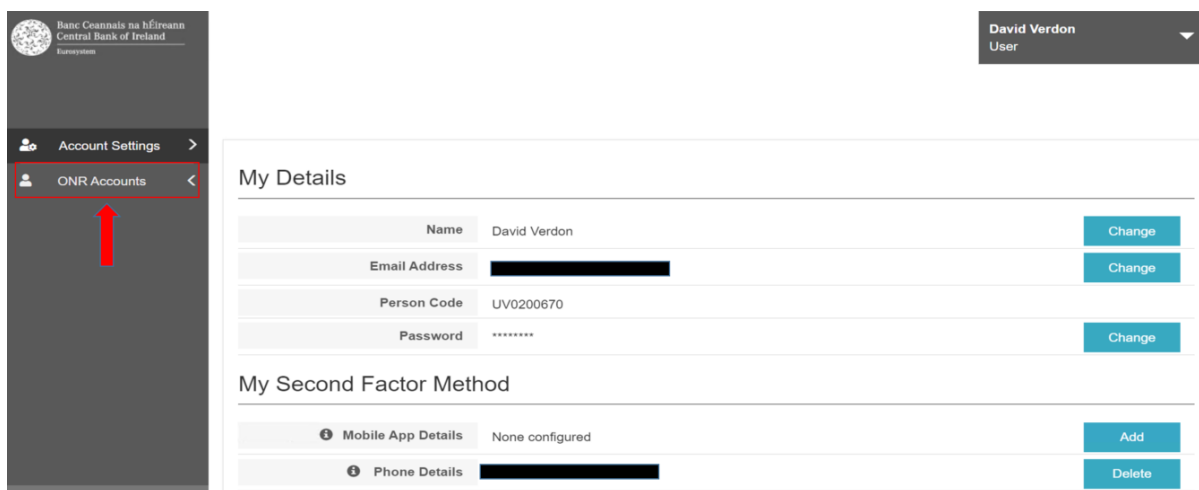 Banc Ceannais na hÉireann
Central Bank of Ireland
Eurosystem
David Verdon
User
Account Settings
ONR Accounts
My Details
Name David Verdon Change
Email Address Change
Person Code UV0200670
Password ******** Change
My Second Factor Method
Mobile App Details None configured Add
Phone Details Delete